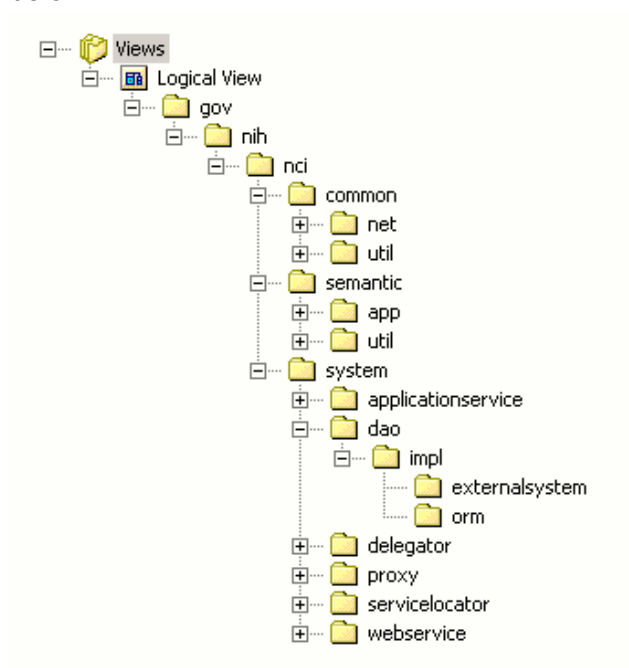 Views
Logical View
gov
nih
nci
common
net
util
semantic
app
util
system
applicationservice
dao
impl
externalsystem
orm
delegator
proxy
servicelocator
webservice